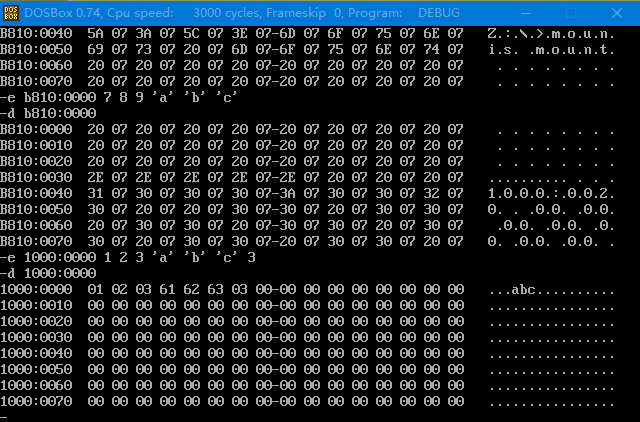 DOS
BOX
DOSBox 0.74, Cpu speed:    3000 cycles, Frameskip  0, Program:    DEBUG
B810:0040  5A 07 3A 07 5C 07 3E 07-6D 07 6F 07 75 07 6E 07   Z.:.\.>.m.o.u.n.
B810:0050  69 07 73 07 20 07 6D 07-6F 07 75 07 6E 07 74 07   i.s. .m.o.u.n.t.
B810:0060  20 07 20 07 20 07 20 07-20 07 20 07 20 07 20 07    . . . . . . . .
B810:0070  20 07 20 07 20 07 20 07-20 07 20 07 20 07 20 07    . . . . . . . .
-e b810:0000 7 8 9 'a' 'b' 'c'
-d b810:0000
B810:0000  20 07 20 07 20 07 20 07-20 07 20 07 20 07 20 07    . . . . . . . .
B810:0010  20 07 20 07 20 07 20 07-20 07 20 07 20 07 20 07    . . . . . . . .
B810:0020  20 07 20 07 20 07 20 07-20 07 20 07 20 07 20 07    . . . . . . . .
B810:0030  2E 07 2E 07 2E 07 2E 07-2E 07 20 07 20 07 20 07   .......... . . .
B810:0040  31 07 30 07 30 07 30 07-3A 07 30 07 30 07 32 07   1.0.0.0.:.0.0.2.
B810:0050  30 07 20 07 20 07 30 07-30 07 20 07 30 07 30 07   0. . .0.0. .0.0.
B810:0060  20 07 30 07 30 07 20 07-30 07 30 07 20 07 30 07    .0.0. .0.0. .0.
B810:0070  30 07 20 07 30 07 30 07-20 07 30 07 30 07 20 07   0. .0.0. .0.0. .
-e 1000:0000 1 2 3 'a' 'b' 'c' 3
-d 1000:0000
1000:0000  01 02 03 61 62 63 03 00-00 00 00 00 00 00 00 00   ...abc..........
1000:0010  00 00 00 00 00 00 00 00-00 00 00 00 00 00 00 00   ................
1000:0020  00 00 00 00 00 00 00 00-00 00 00 00 00 00 00 00   ................
1000:0030  00 00 00 00 00 00 00 00-00 00 00 00 00 00 00 00   ................
1000:0040  00 00 00 00 00 00 00 00-00 00 00 00 00 00 00 00   ................
1000:0050  00 00 00 00 00 00 00 00-00 00 00 00 00 00 00 00   ................
1000:0060  00 00 00 00 00 00 00 00-00 00 00 00 00 00 00 00   ................
1000:0070  00 00 00 00 00 00 00 00-00 00 00 00 00 00 00 00   ................
-